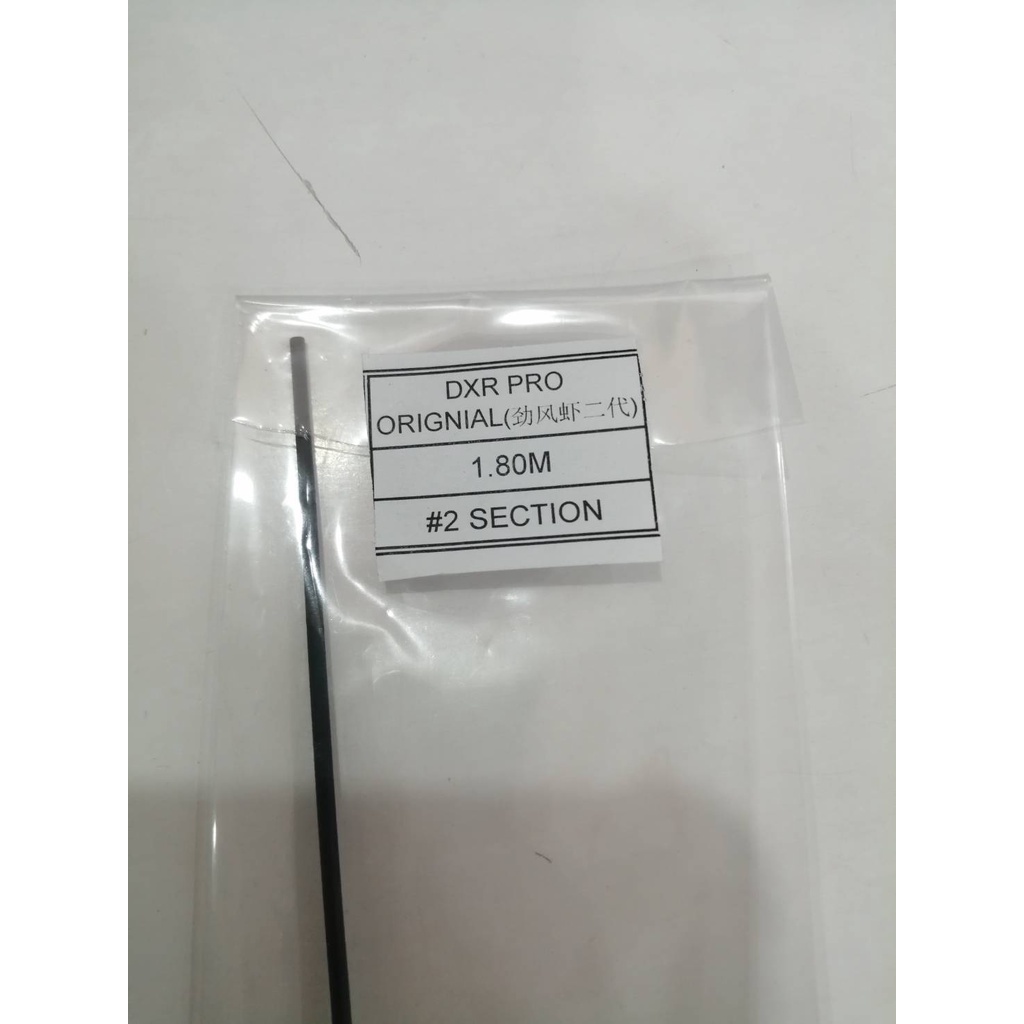 DXR PRO
ORIGNIAL(劲风虾二代)
1.80M
#2 SECTION